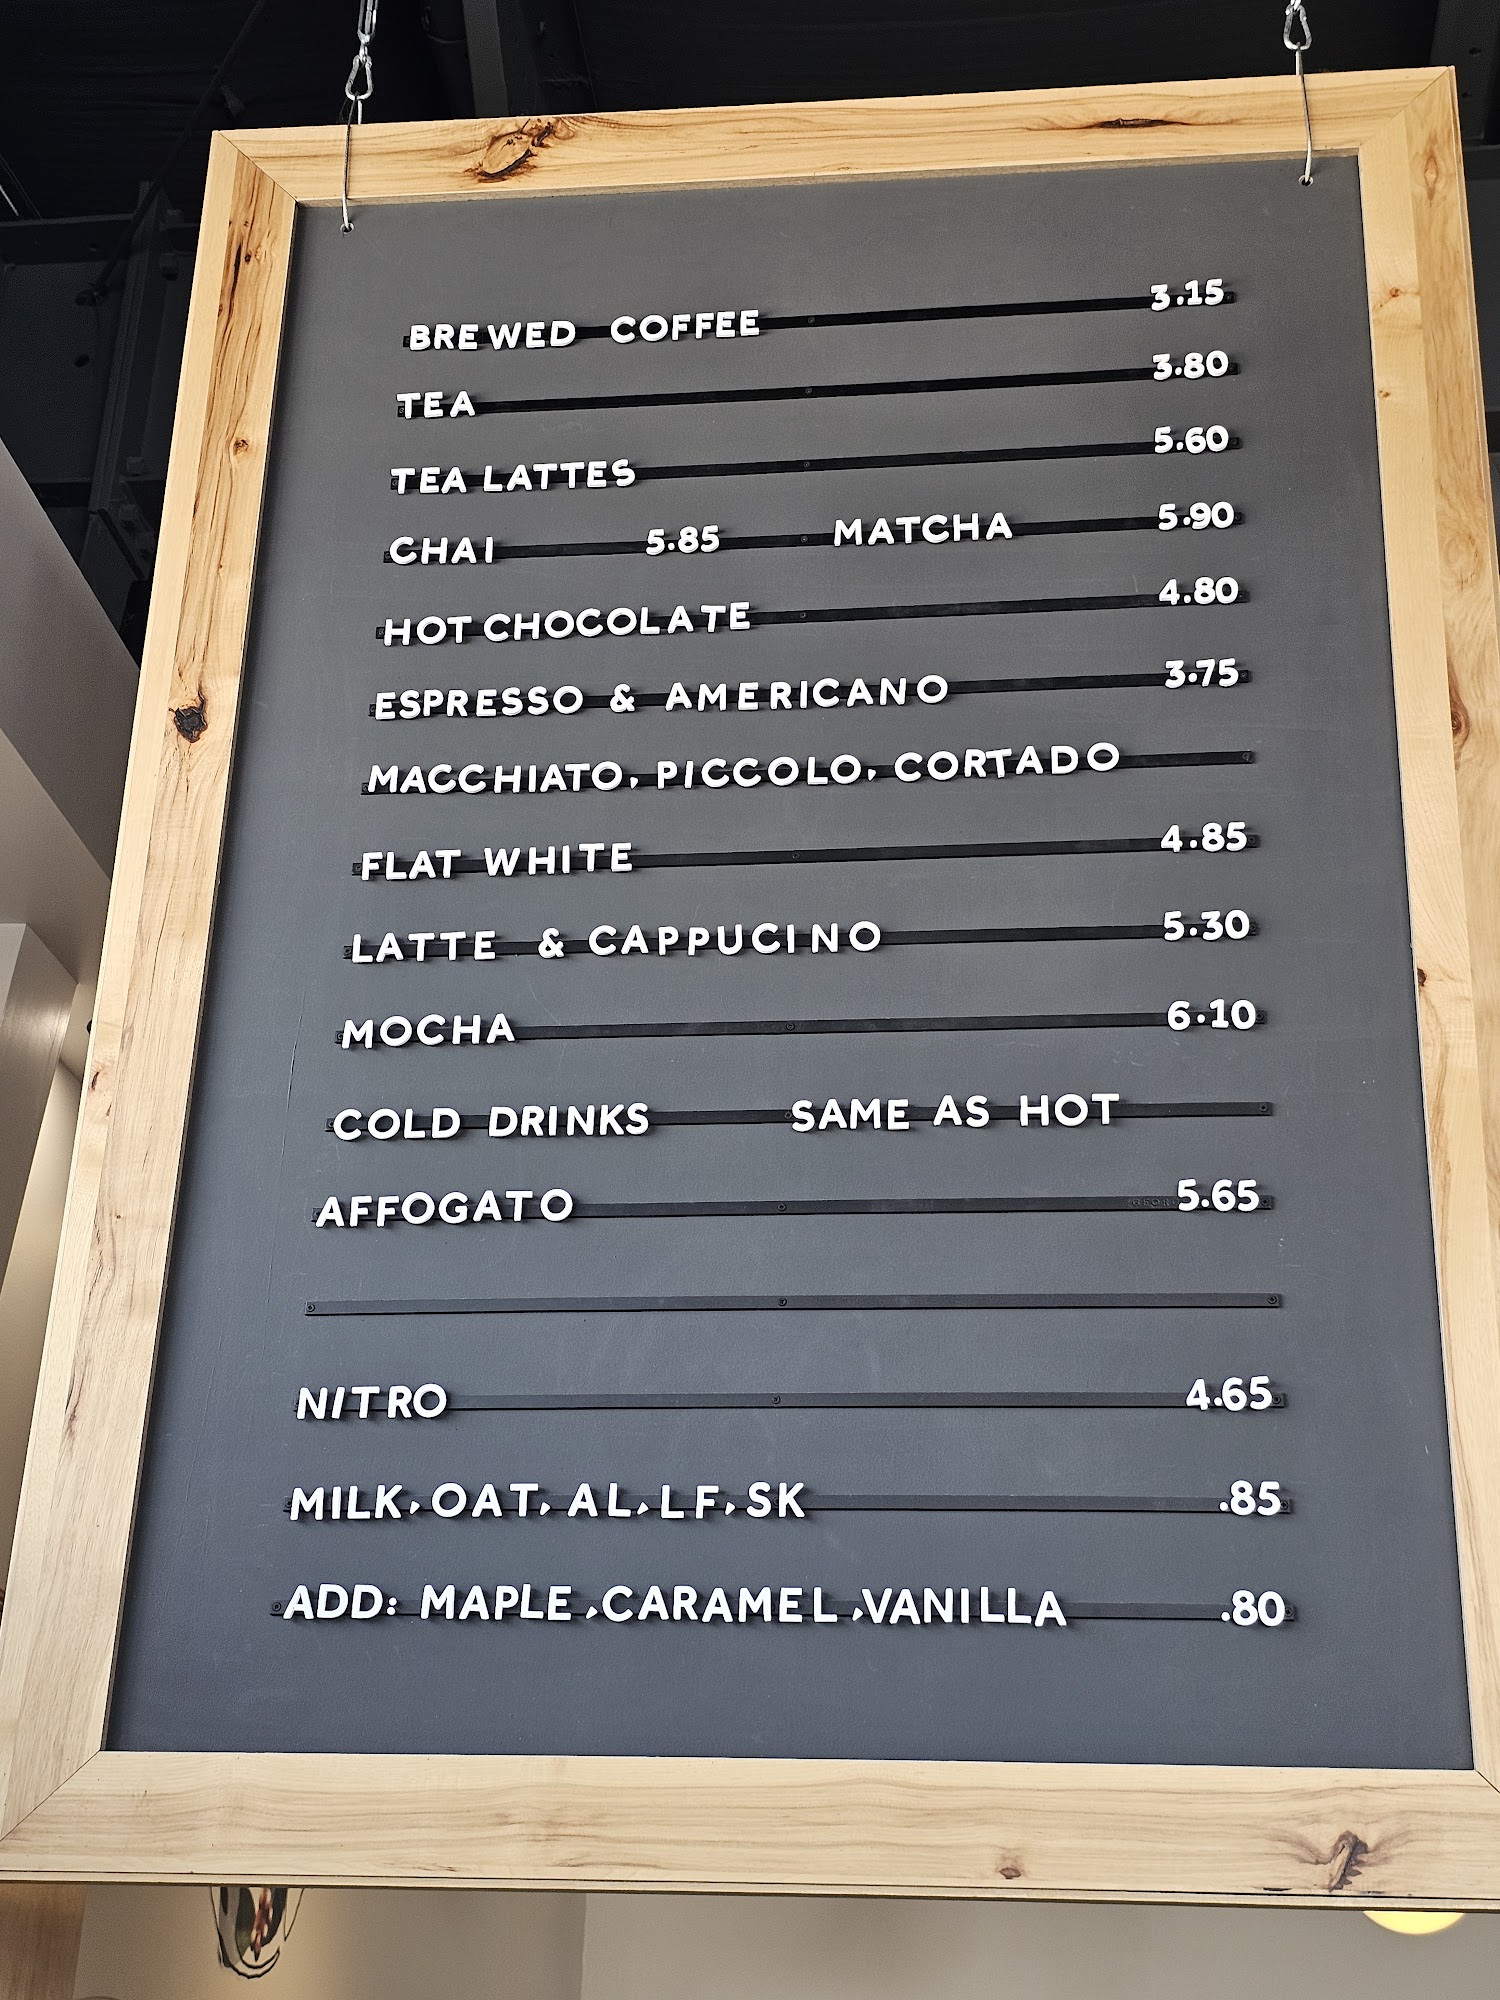 BREWED COFFEE 3.15
TEA 3.80
TEA LATTES 5.60
CHAI 5.85 MATCHA 5.90
HOT CHOCOLATE 4.80
ESPRESSO & AMERICANO 3.75
MACCHIATO, PICCOLO, CORTADO
FLAT WHITE 4.85
LATTE & CAPPUCINO 5.30
MOCHA 6.10
COLD DRINKS SAME AS HOT
AFFOGATO 5.65
NITRO 4.65
MILK, OAT, AL, LF, SK .85
ADD: MAPLE ,CARAMEL ,VANILLA .80